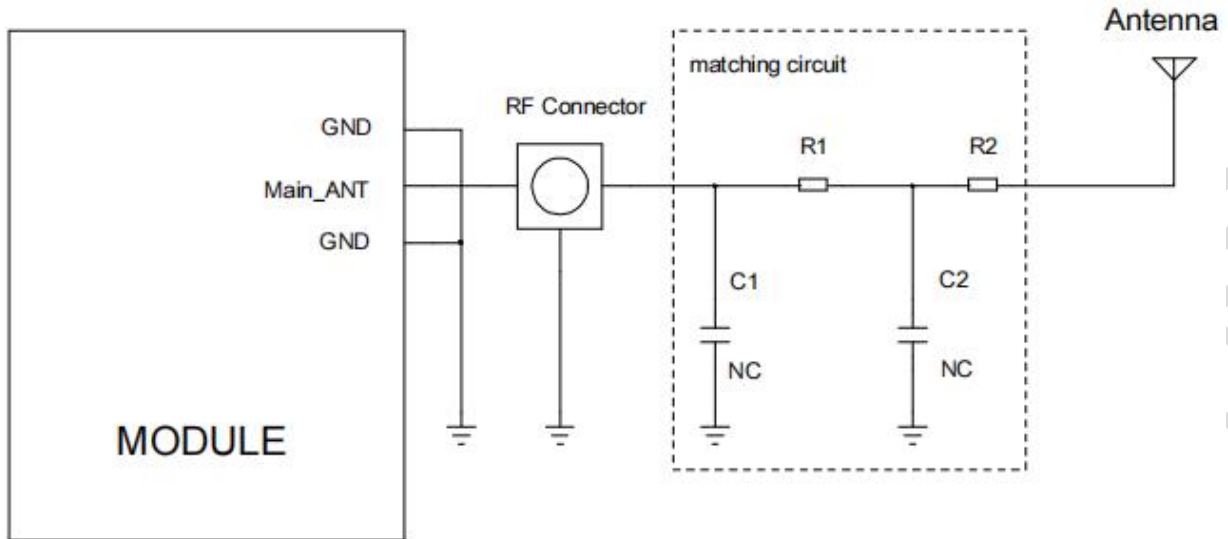 Antenna
matching circuit
RF Connector
GND
R1
R2
Main_ANT
GND
C1
C2
NC
NC
MODULE